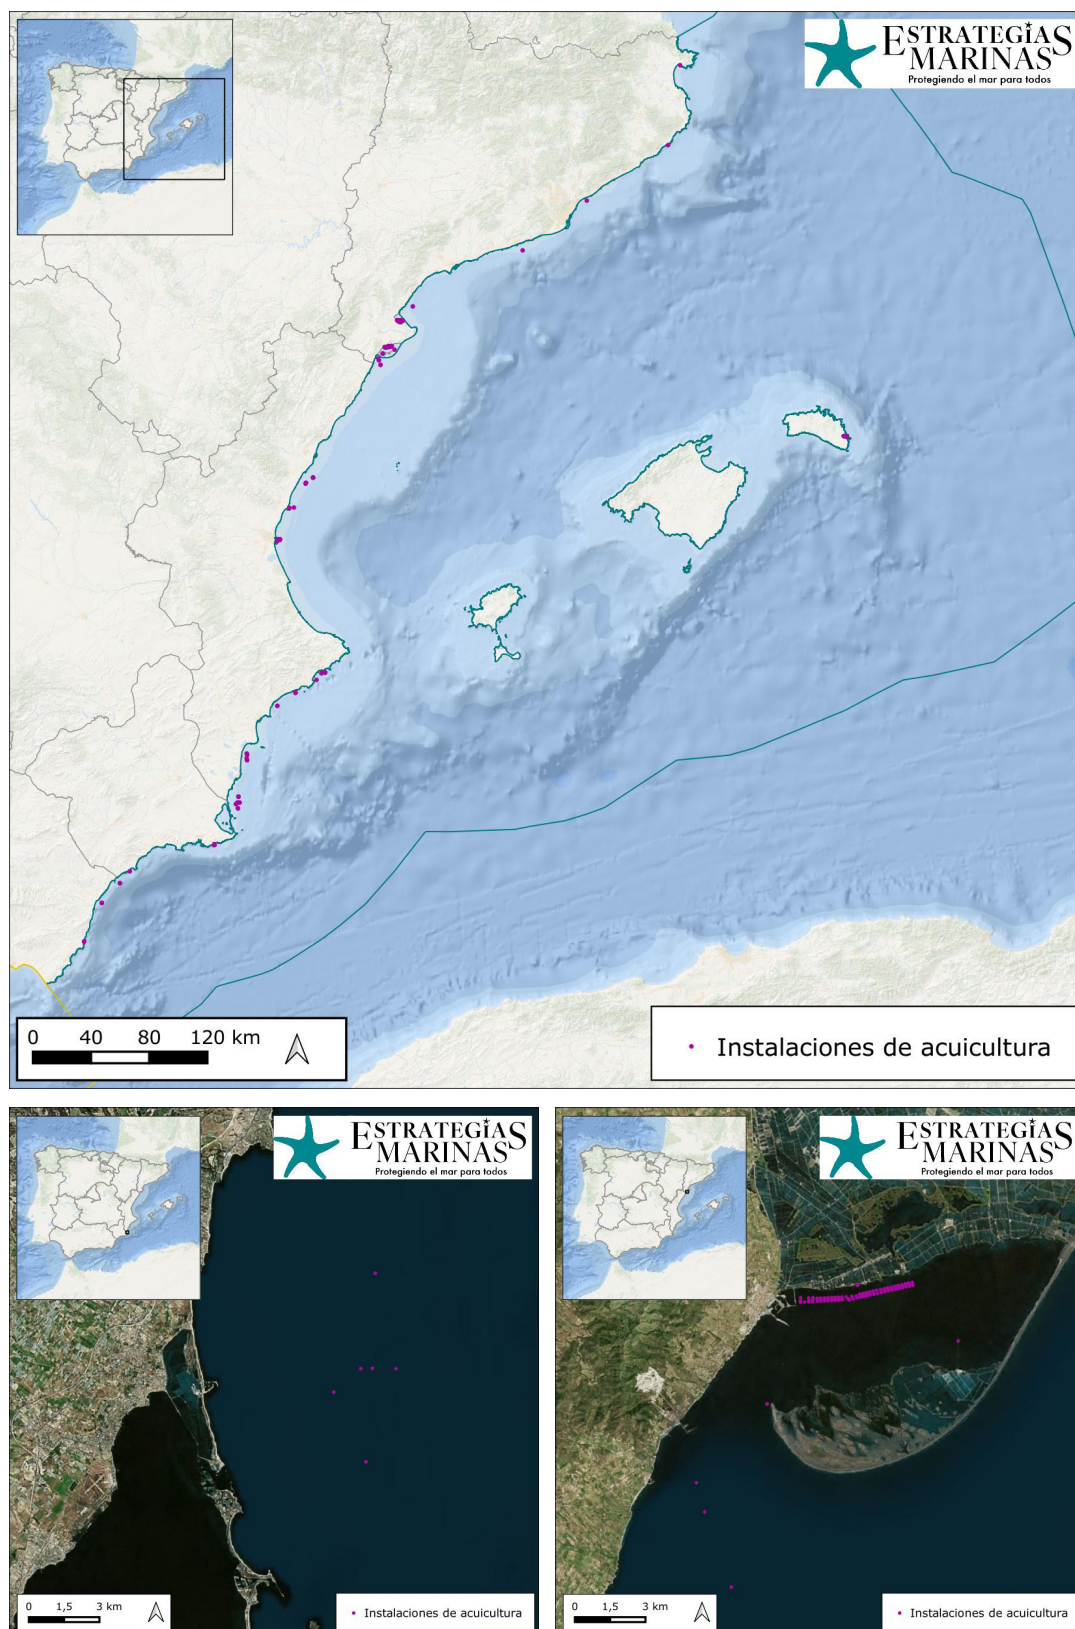 ESTRATEGIAS
MARINAS
Protegiendo el mar para todos
0 40 80 120 km
Instalaciones de acuicultura
ESTRATEGIAS
MARINAS
Protegiendo el mar para todos
0 1,5 3 km
Instalaciones de acuicultura
ESTRATEGIAS
MARINAS
Protegiendo el mar para todos
0 1,5 3 km
Instalaciones de acuicultura